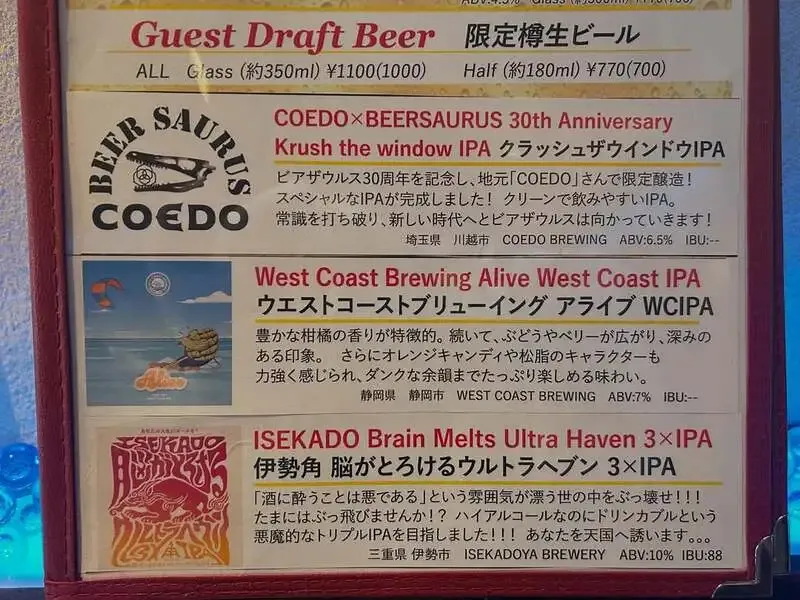 Guest Draft Beer 限定樽生ビール
ALL Glass (約350ml) ¥1100(1000) Half (約180ml) ¥770(700)
BEER SAURUS
COEDO
COEDO×BEERSAURUS 30th Anniversary
Krush the window IPA クラッシュザウインドウIPA
ビアザウルス30周年を記念し、地元「COEDO」さんで限定醸造！
スペシャルなIPAが完成しました！ クリーンで飲みやすいIPA。
常識を打ち破り、新しい時代へとビアザウルスは向かっていきます！
埼玉県 川越市 COEDO BREWING ABV:6.5% IBU:--
Alive
West Coast Brewing Alive West Coast IPA
ウエストコーストブリューイング アライブ WCIPA
豊かな柑橘の香りが特徴的。続いて、ぶどうやベリーが広がり、深みの
ある印象。 さらにオレンジキャンディや松脂のキャラクターも
力強く感じられ、ダンクな余韻までたっぷり楽しめる味わい。
静岡県 静岡市 WEST COAST BREWING ABV:7% IBU:--
ISEKADO
ISEKADO Brain Melts Ultra Haven 3×IPA
伊勢角 脳がとろけるウルトラヘブン 3×IPA
「酒に酔うことは悪である」という雰囲気が漂う世の中をぶっ壊せ！！！
たまにはぶっ飛びませんか！？ ハイアルコールなのにドリンカブルという
悪魔的なトリプルIPAを目指しました！！！ あなたを天国へ誘います。。。
三重県 伊勢市 ISEKADOYA BREWERY ABV:10% IBU:88